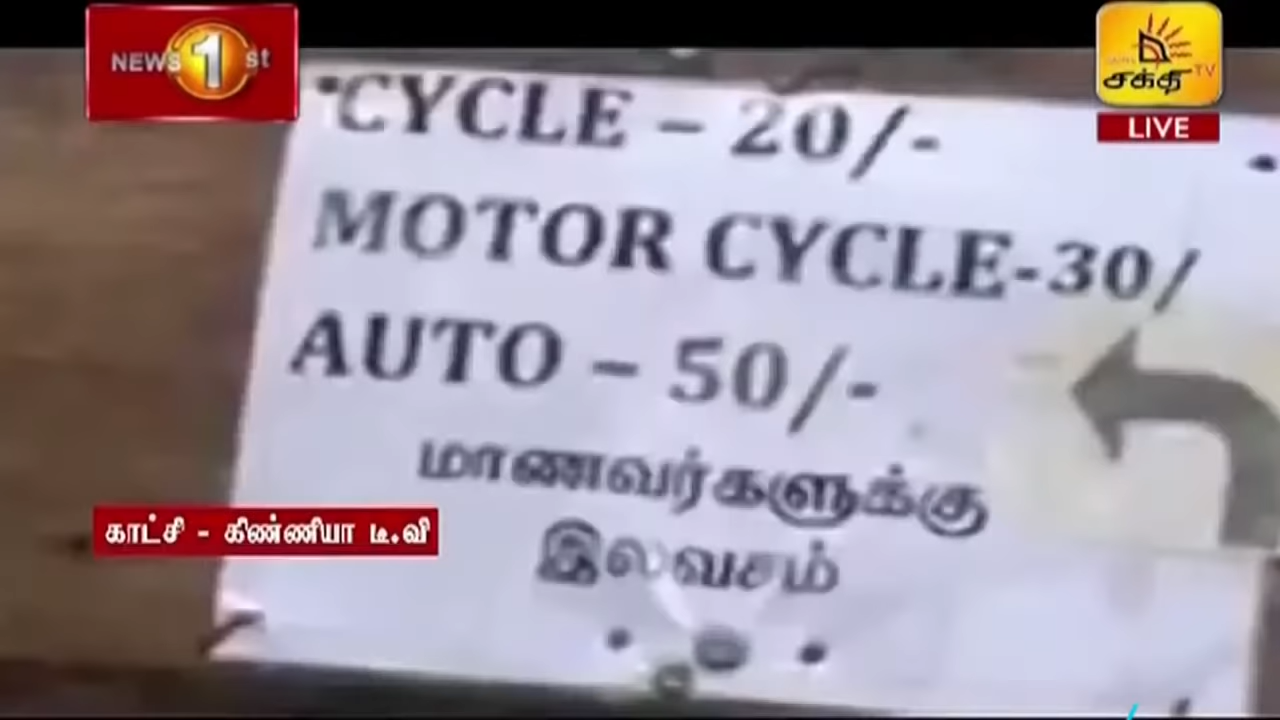 NEWS 1st
சக்தி TV
LIVE
CYCLE – 20/-
MOTOR CYCLE-30/
AUTO – 50/-
மாணவர்களுக்கு
இலவசம்
காட்சி - கிண்ணியா டீ.வி